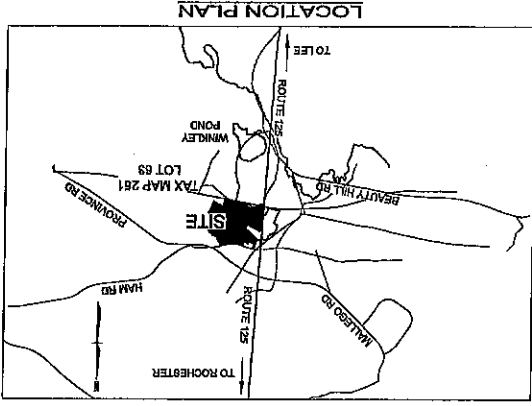 TO ROCHESTER
MALLEGO RD
ROUTE 125
HAM RD
SITE
PROVINCE RD
BEAUTY HILL RD
TAX MAP 251
LOT 63
WINKLEY
POND
ROUTE 125
TO LEE
LOCATION PLAN